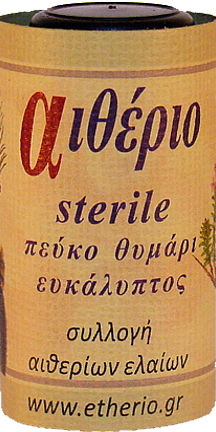 αιθέριο
sterile
πεύκο θυμάρι
ευκάλυπτος
συλλογή
αιθερίων ελαίων
www.etherio.gr